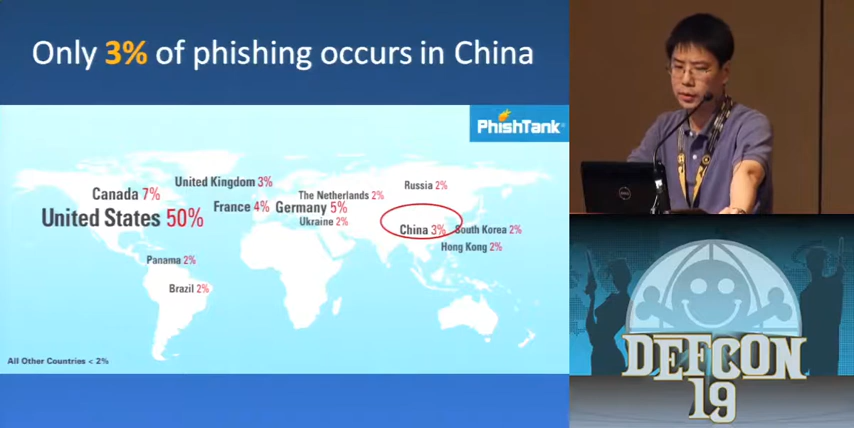 Only 3% of phishing occurs in China
PhishTank
Canada 7%
United Kingdom 3%
Russia 2%
The Netherlands 2%
United States 50%
France 4%
Germany 5%
Ukraine 2%
China 3%
South Korea 2%
Hong Kong 2%
Panama 2%
Brazil 2%
All Other Countries < 2%
DELL
DEFCON
19